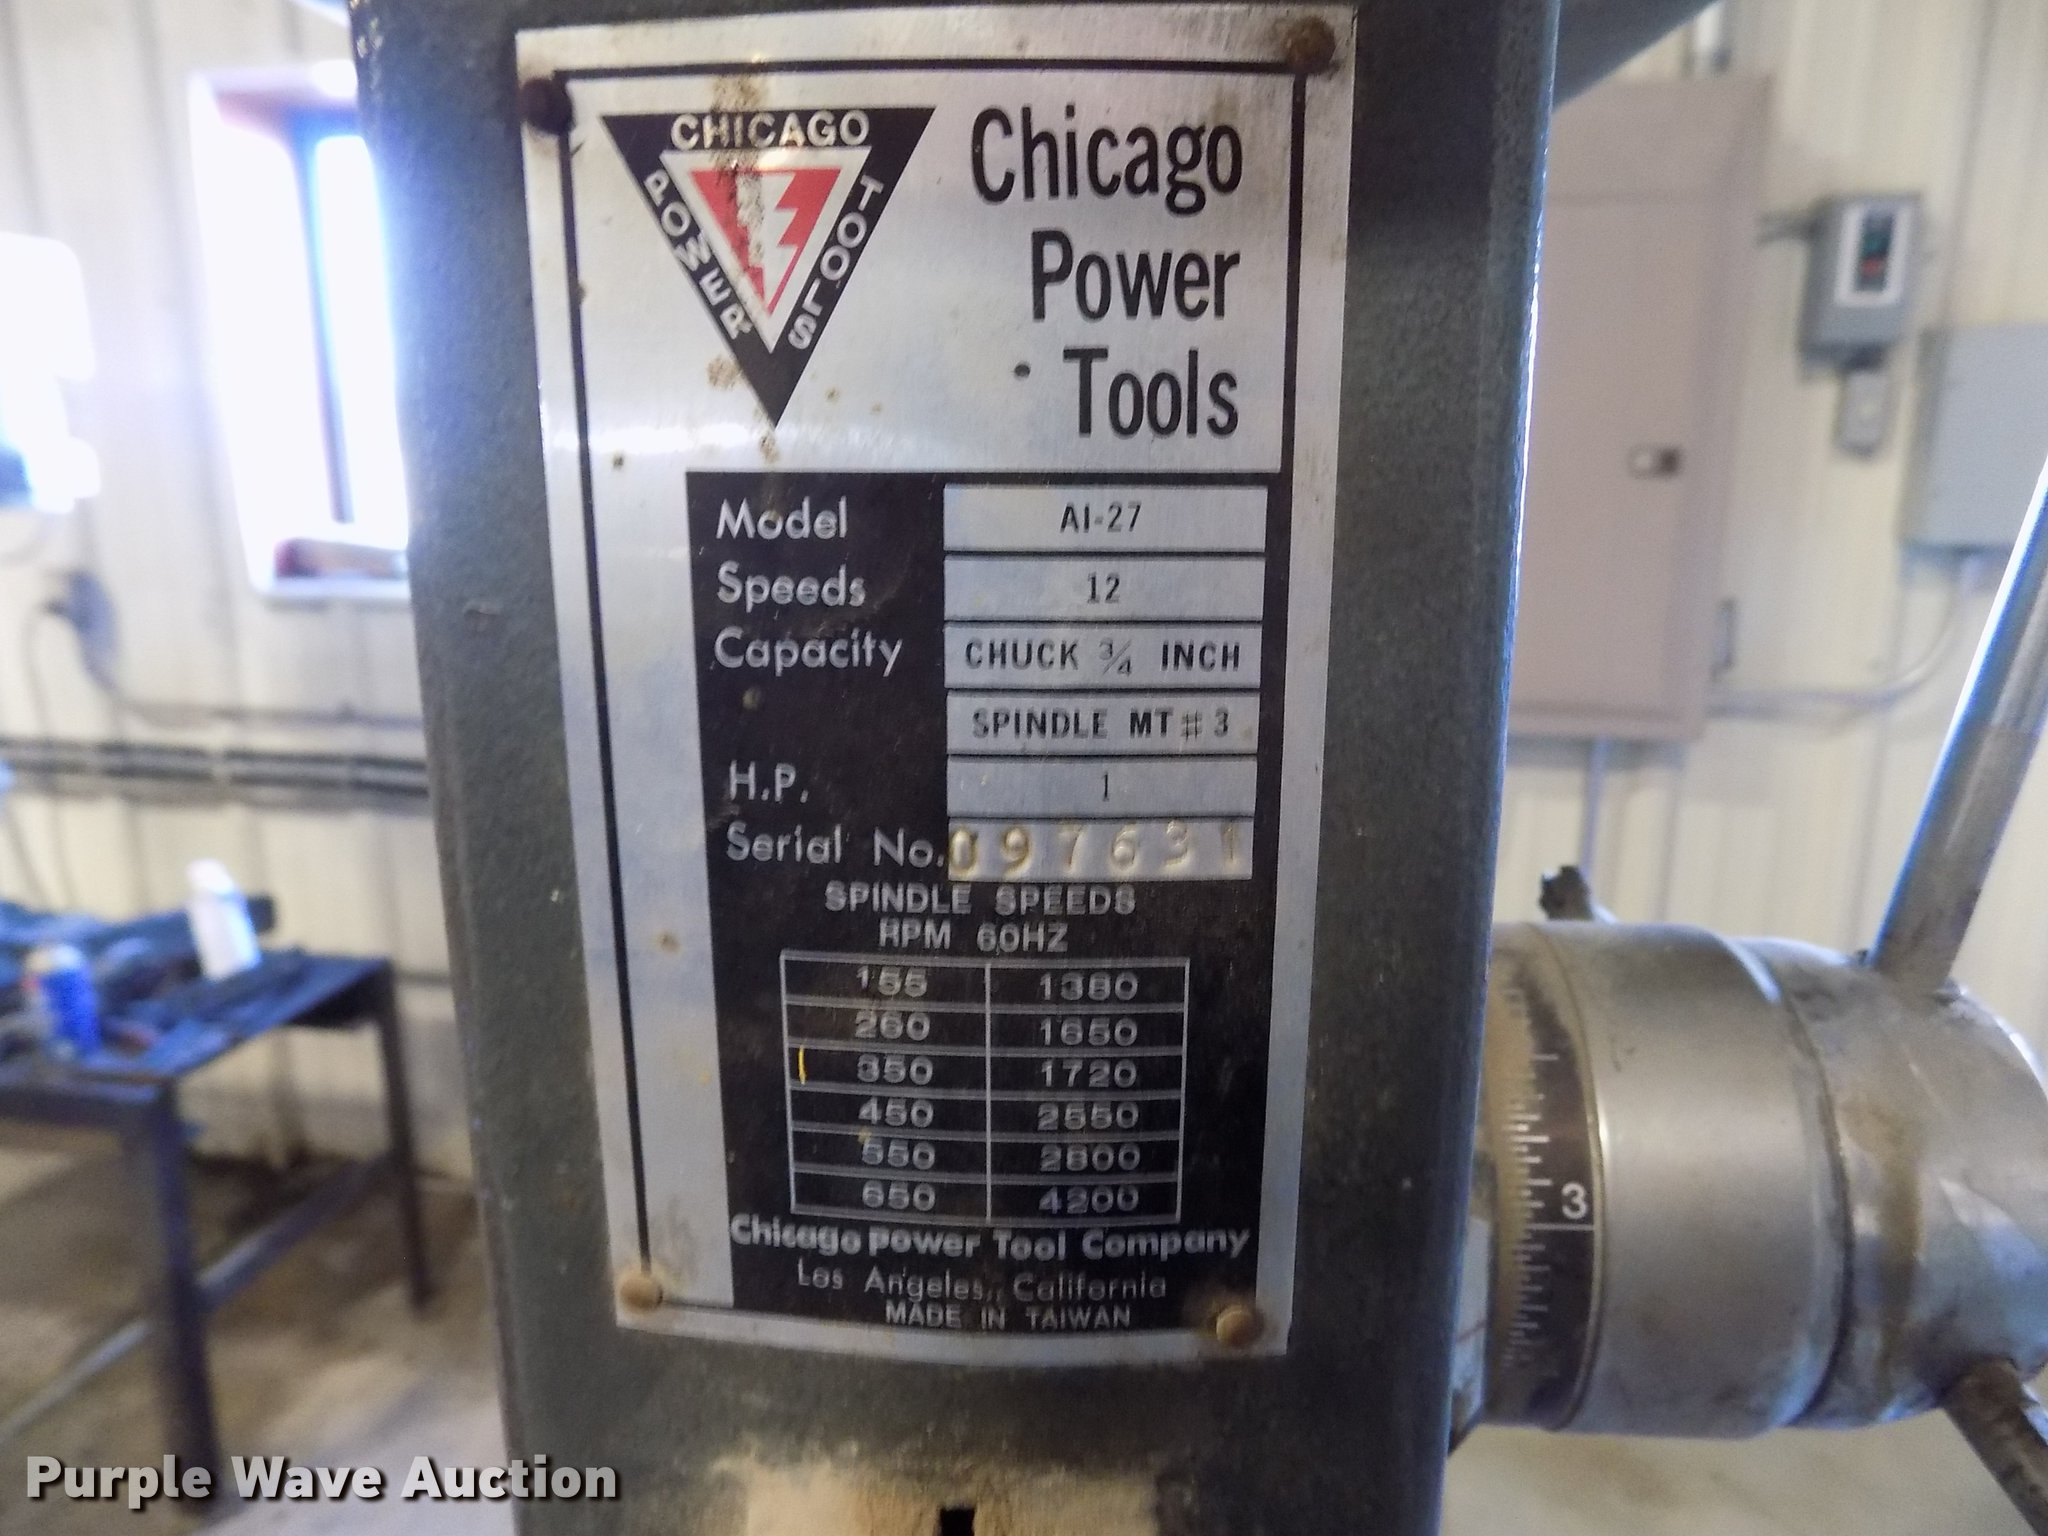 CHICAGO
POWER
TOOLS
Chicago
Power
Tools
Model AI-27
Speeds 12
Capacity CHUCK 3/4 INCH
SPINDLE MT # 3
H.P. 1
Serial No. 097631
SPINDLE SPEEDS
RPM 60HZ
155 1380
260 1650
350 1720
450 2550
550 2800
650 4200
Chicago power Tool Company
Los Angeles, California
MADE IN TAIWAN
3
Purple Wave Auction